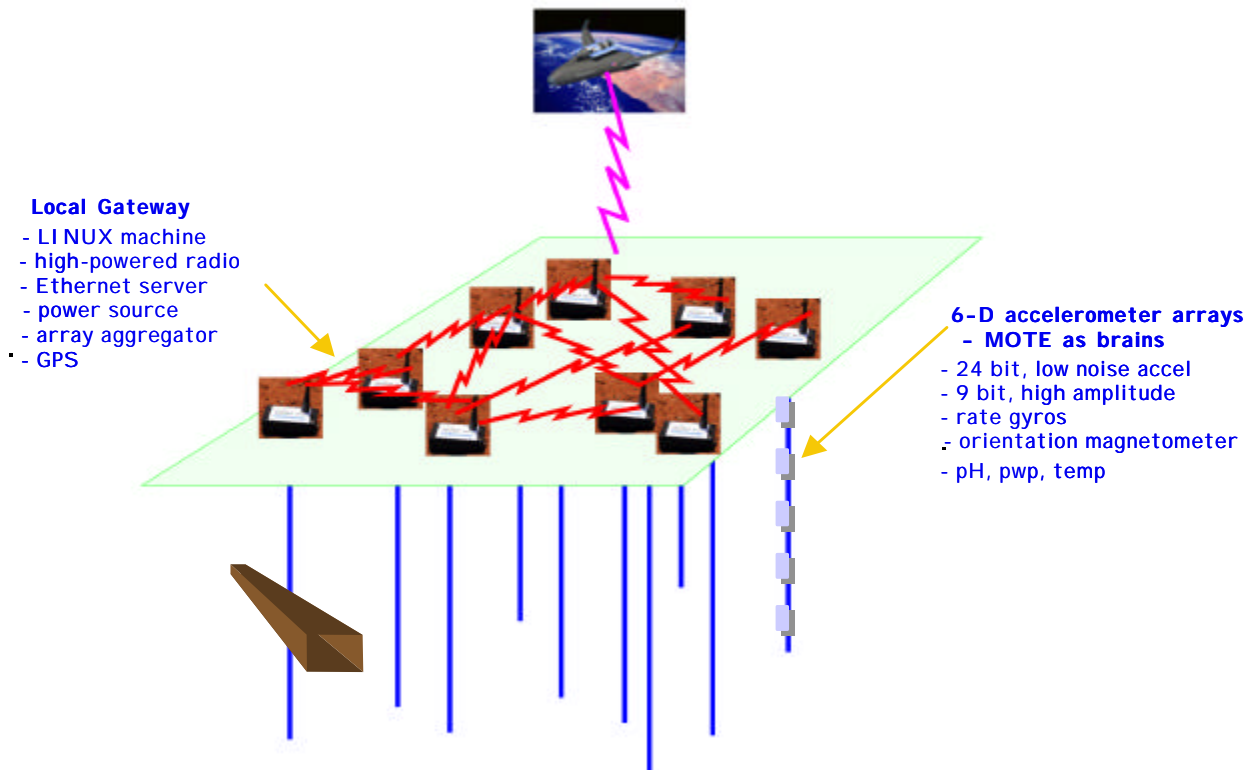 Local Gateway
- LINUX machine
- high-powered radio
- Ethernet server
- power source
- array aggregator
- GPS
6-D accelerometer arrays
- MOTE as brains
- 24 bit, low noise accel
- 9 bit, high amplitude
- rate gyros
- orientation magnetometer
- pH, pwp, temp